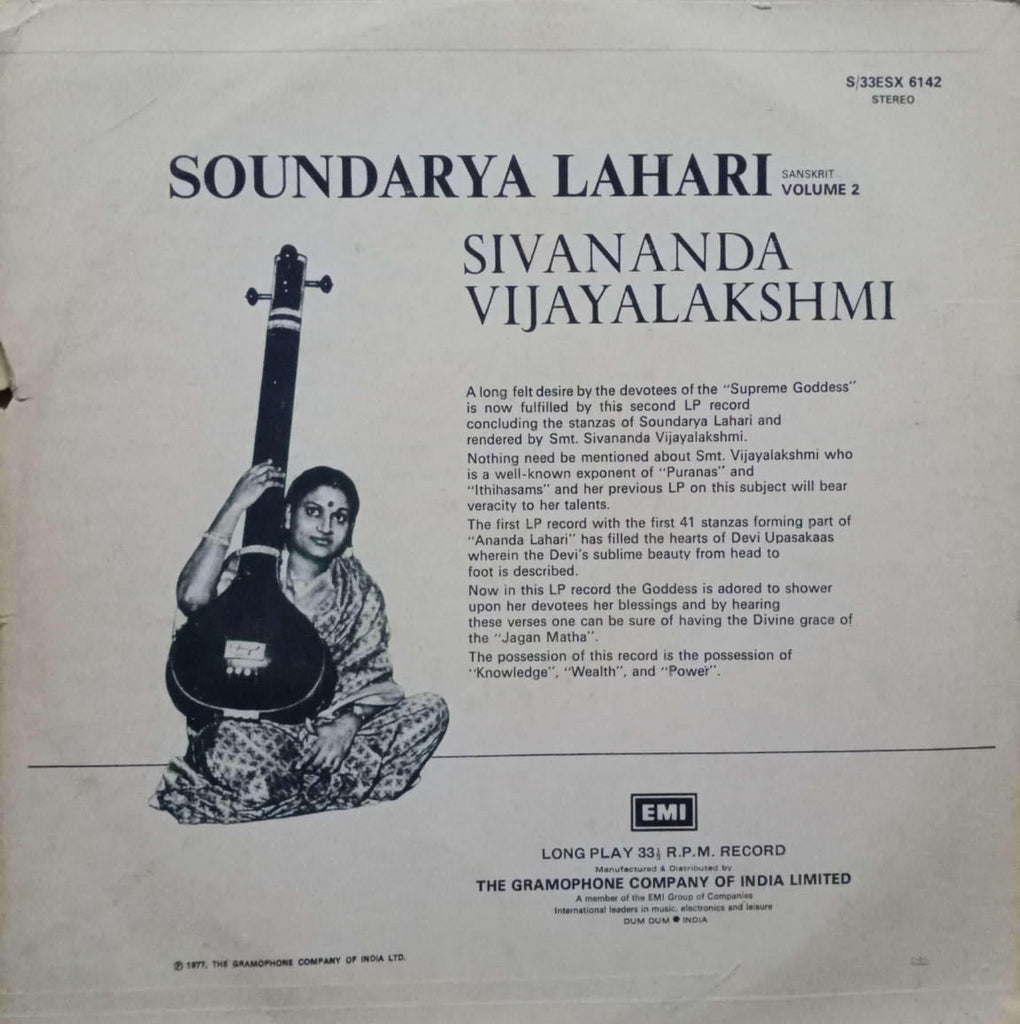 S/33ESX 6142
STEREO
SOUNDARYA LAHARI SANSKRIT VOLUME 2
SIVANANDA
VIJAYALAKSHMI
A long felt desire by the devotees of the "Supreme Goddess"
is now fulfilled by this second LP record
concluding the stanzas of Soundarya Lahari and
rendered by Smt. Sivananda Vijayalakshmi.
Nothing need be mentioned about Smt. Vijayalakshmi who
is a well-known exponent of "Puranas" and
"Ithihasams" and her previous LP on this subject will bear
veracity to her talents.
The first LP record with the first 41 stanzas forming part of
"Ananda Lahari" has filled the hearts of Devi Upasakaas
wherein the Devi's sublime beauty from head to
foot is described.
Now in this LP record the Goddess is adored to shower
upon her devotees her blessings and by hearing
these verses one can be sure of having the Divine grace of
the "Jagan Matha".
The possession of this record is the possession of
"Knowledge", "Wealth", and "Power".
EMI
LONG PLAY 33⅓ R.P.M. RECORD
Manufactured & Distributed by
THE GRAMOPHONE COMPANY OF INDIA LIMITED
A member of the EMI Group of Companies
International leaders in music, electronics and leisure
DUM DUM ● INDIA
℗ 1977, THE GRAMOPHONE COMPANY OF INDIA LTD.